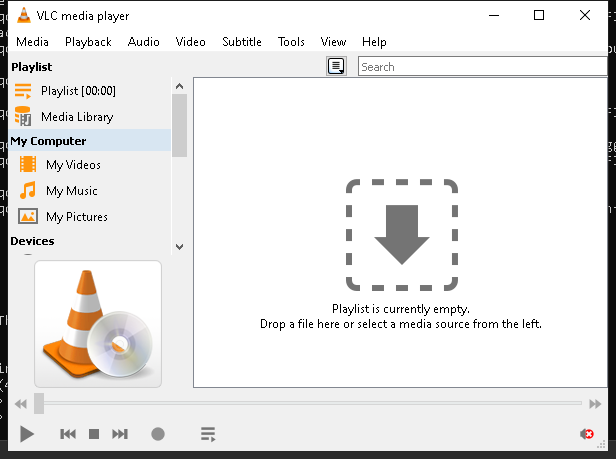 VLC media player
Media Playback Audio Video Subtitle Tools View Help
Playlist
Search
Playlist [00:00]
Media Library
My Computer
My Videos
My Music
My Pictures
Devices
Playlist is currently empty.
Drop a file here or select a media source from the left.